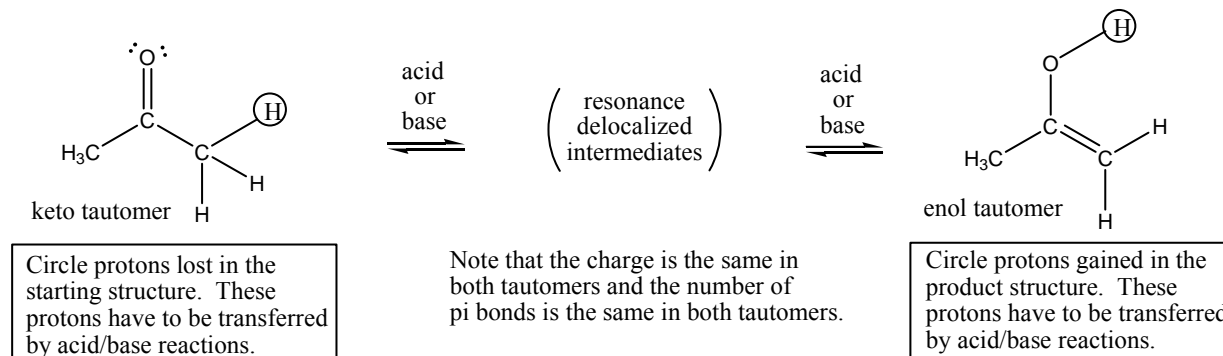 O
C
H₃C
C
H
H
H
keto tautomer
acid
or
base
resonance
delocalized
intermediates
acid
or
base
O
H
C
H₃C
C
H
H
enol tautomer
Circle protons lost in the
starting structure. These
protons have to be transferred
by acid/base reactions.
Note that the charge is the same in
both tautomers and the number of
pi bonds is the same in both tautomers.
Circle protons gained in the
product structure. These
protons have to be transferred
by acid/base reactions.